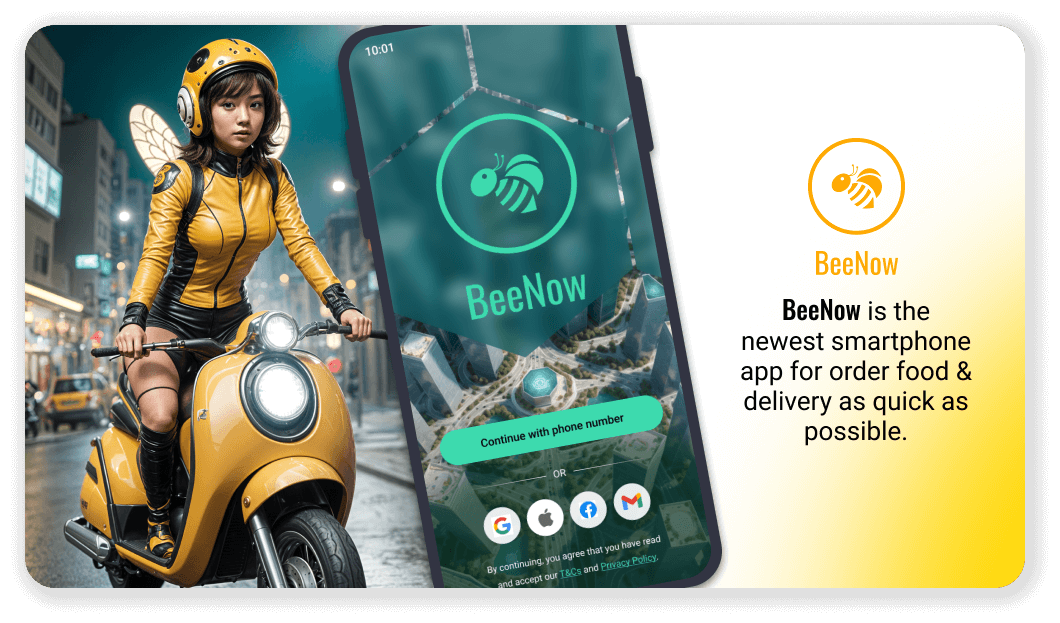 10:01
BeeNow
Continue with phone number
OR
By continuing, you agree that you have read
and accept our T&Cs and Privacy Policy.
BeeNow
BeeNow is the
newest smartphone
app for order food &
delivery as quick as
possible.